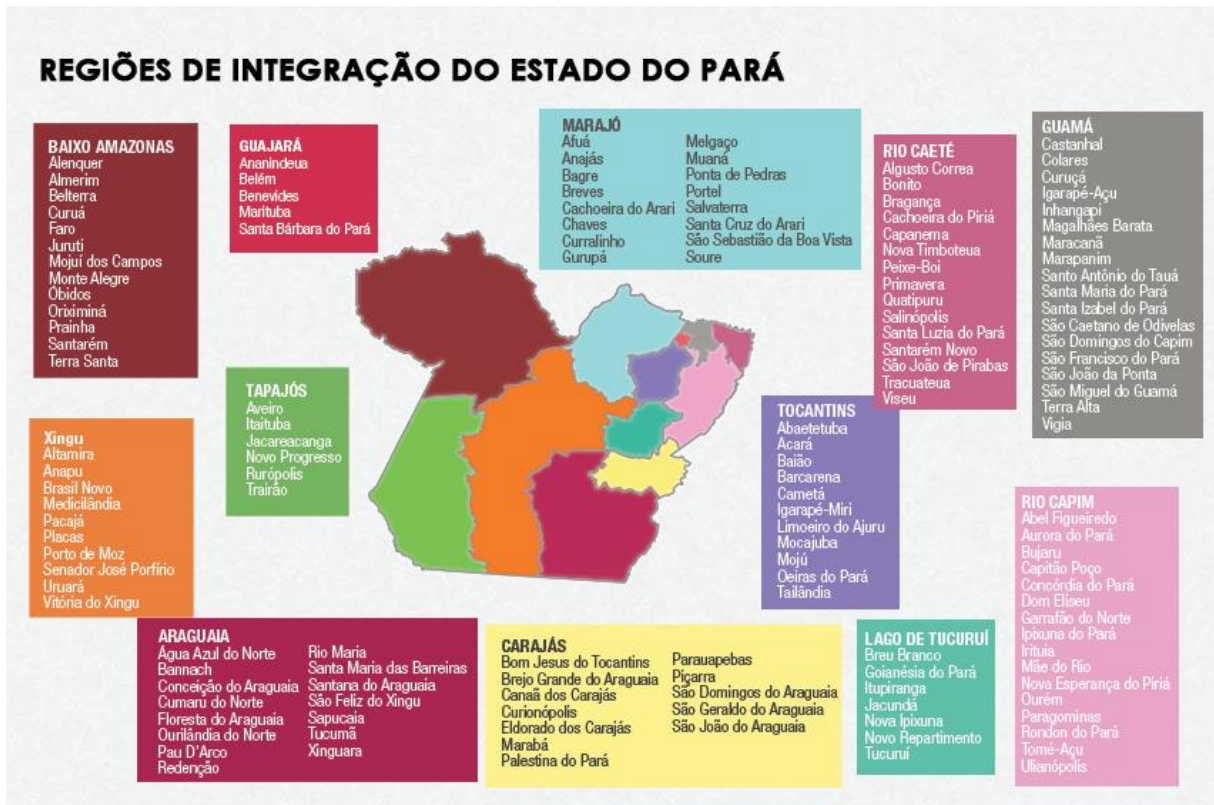 REGIÕES DE INTEGRAÇÃO DO ESTADO DO PARÁ
BAIXO AMAZONAS
Alenquer
Almerim
Belterra
Curuá
Faro
Juruti
Mojuí dos Campos
Monte Alegre
Óbidos
Oriximiná
Prainha
Santarém
Terra Santa
GUAJARÁ
Ananindeua
Belém
Benevides
Marituba
Santa Bárbara do Pará
MARAJÓ
Afuá
Anajás
Bagre
Breves
Cachoeira do Arari
Chaves
Curralinho
Gurupá
Melgaço
Muaná
Ponta de Pedras
Portel
Salvaterra
Santa Cruz do Arari
São Sebastião da Boa Vista
Soure
RIO CAETÉ
Algusto Correa
Bonito
Bragança
Cachoeira do Piriá
Capanema
Nova Timboteua
Peixe-Boi
Primavera
Quatipuru
Salinópolis
Santa Luzia do Pará
Santarém Novo
São João de Pirabas
Tracuateua
Viseu
GUAMÁ
Castanhal
Colares
Curuçá
Igarapé-Açu
Inhangapi
Magalhães Barata
Maracanã
Marapanim
Santo Antônio do Tauá
Santa Maria do Pará
Santa Izabel do Pará
São Caetano de Odivelas
São Domingos do Capim
São Francisco do Pará
São João da Ponta
São Miguel do Guamá
Terra Alta
Vigia
Xingu
Altamira
Anapu
Brasil Novo
Medicilândia
Pacajá
Placas
Porto de Moz
Senador José Porfírio
Uruará
Vitória do Xingu
TAPAJÓS
Aveiro
Itaituba
Jacareacanga
Novo Progresso
Rurópolis
Trairão
TOCANTINS
Abaetetuba
Acará
Baião
Barcarena
Cametá
Igarapé-Miri
Limoeiro do Ajuru
Mocajuba
Mojú
Oeiras do Pará
Tailândia
RIO CAPIM
Abel Figueiredo
Aurora do Pará
Bujaru
Capitão Poço
Concórdia do Pará
Dom Eliseu
Garrafão do Norte
Ipixuna do Pará
Irituia
Mãe do Rio
Nova Esperança do Piriá
Ourém
Paragominas
Rondon do Pará
Tomé-Açu
Ulianópolis
ARAGUAIA
Água Azul do Norte
Bannach
Conceição do Araguaia
Cumaru do Norte
Floresta do Araguaia
Ourilândia do Norte
Pau D'Arco
Redenção
Rio Maria
Santa Maria das Barreiras
Santana do Araguaia
São Feliz do Xingu
Sapucaia
Tucumã
Xinguara
CARAJÁS
Bom Jesus do Tocantins
Brejo Grande do Araguaia
Canaã dos Carajás
Curionópolis
Eldorado dos Carajás
Marabá
Palestina do Pará
Parauapebas
Piçarra
São Domingos do Araguaia
São Geraldo do Araguaia
São João do Araguaia
LAGO DE TUCURUÍ
Breu Branco
Goianésia do Pará
Itupiranga
Jacundá
Nova Ipixuna
Novo Repartimento
Tucuruí